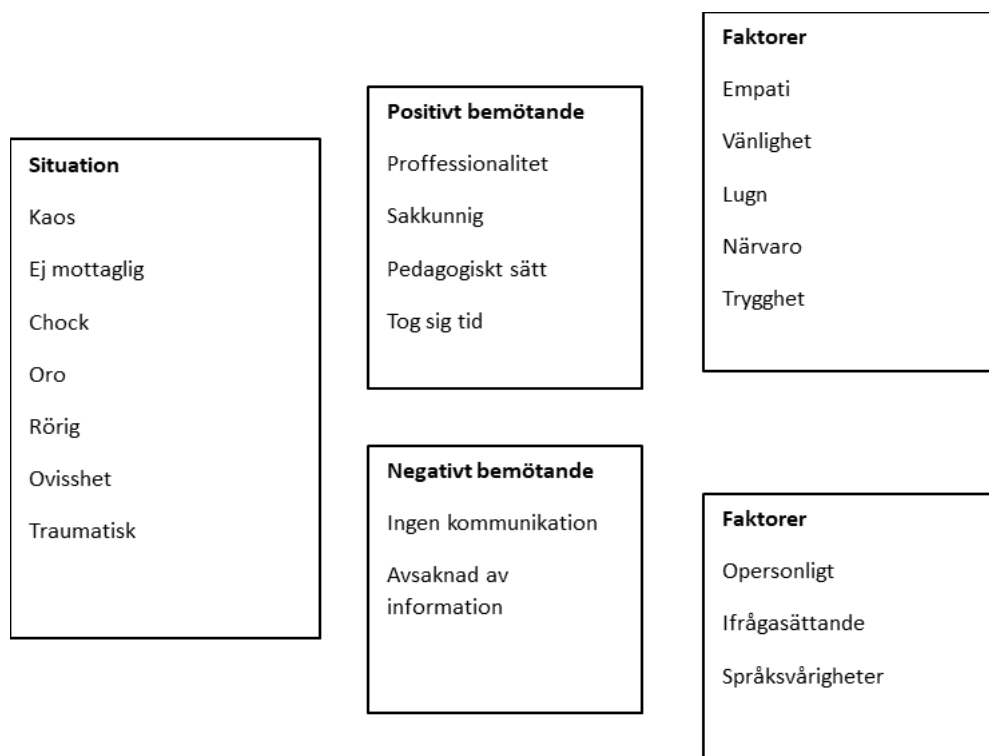 Situation
Kaos
Ej mottaglig
Chock
Oro
Rörig
Ovisshet
Traumatisk
Positivt bemötande
Proffessionalitet
Sakkunnig
Pedagogiskt sätt
Tog sig tid
Negativt bemötande
Ingen kommunikation
Avsaknad av
information
Faktorer
Empati
Vänlighet
Lugn
Närvaro
Trygghet
Faktorer
Opersonligt
Ifrågasättande
Språksvårigheter